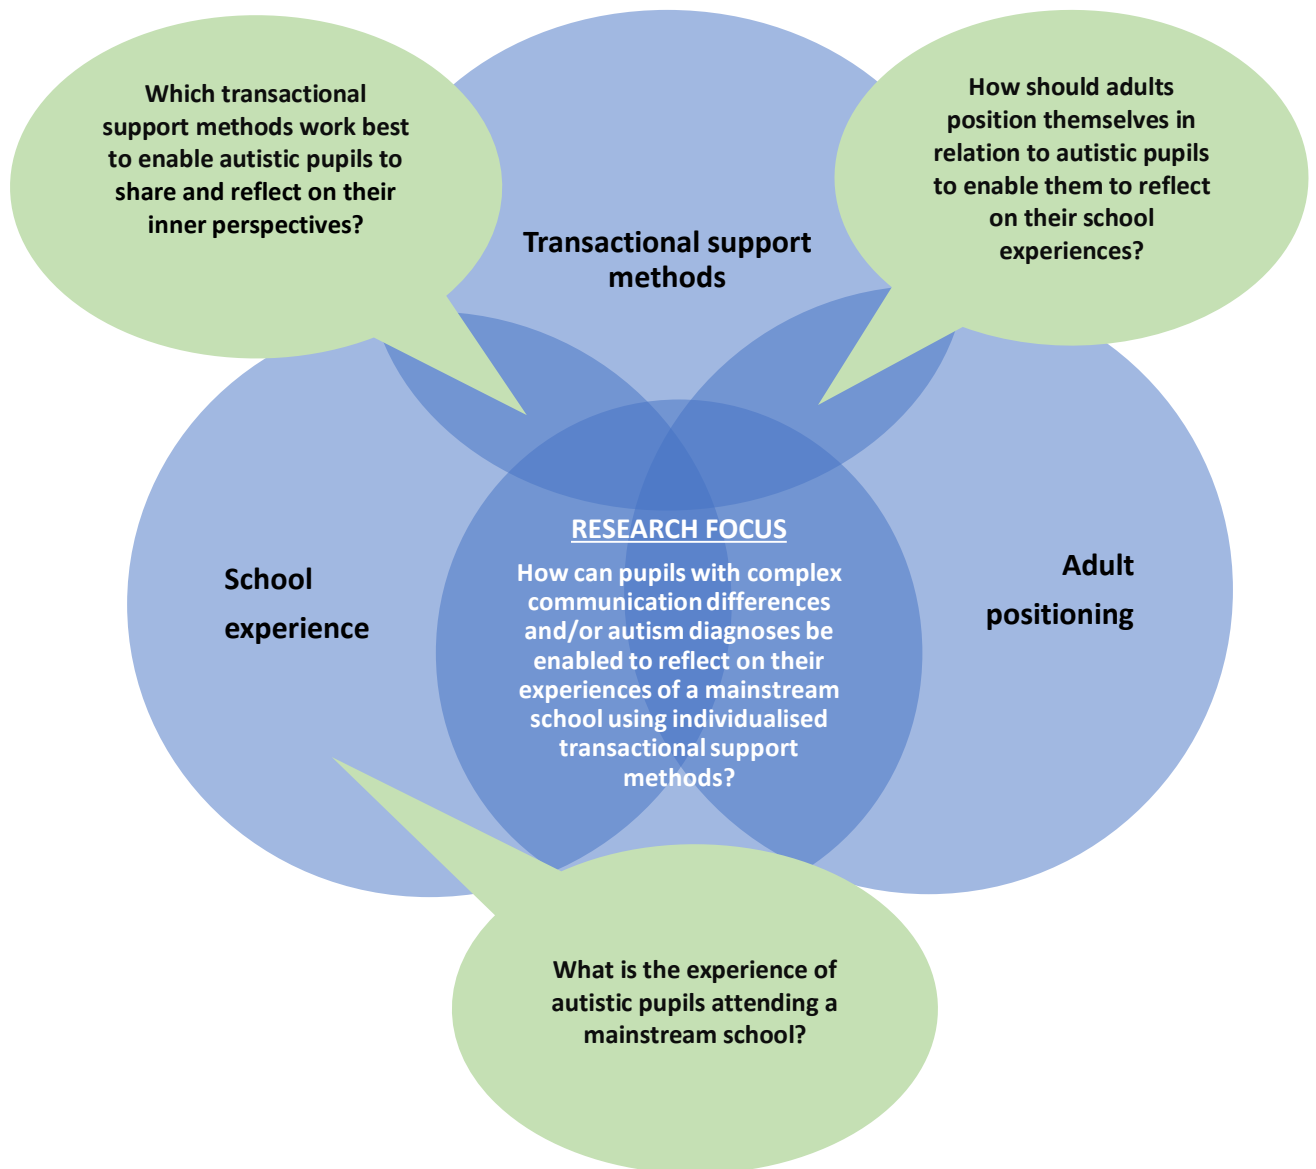 Which transactional
support methods work best
to enable autistic pupils to
share and reflect on their
inner perspectives?
How should adults
position themselves in
relation to autistic pupils
to enable them to reflect
on their school
experiences?
Transactional support
methods
School
experience
RESEARCH FOCUS
How can pupils with complex
communication differences
and/or autism diagnoses be
enabled to reflect on their
experiences of a mainstream
school using individualised
transactional support
methods?
Adult
positioning
What is the experience of
autistic pupils attending a
mainstream school?